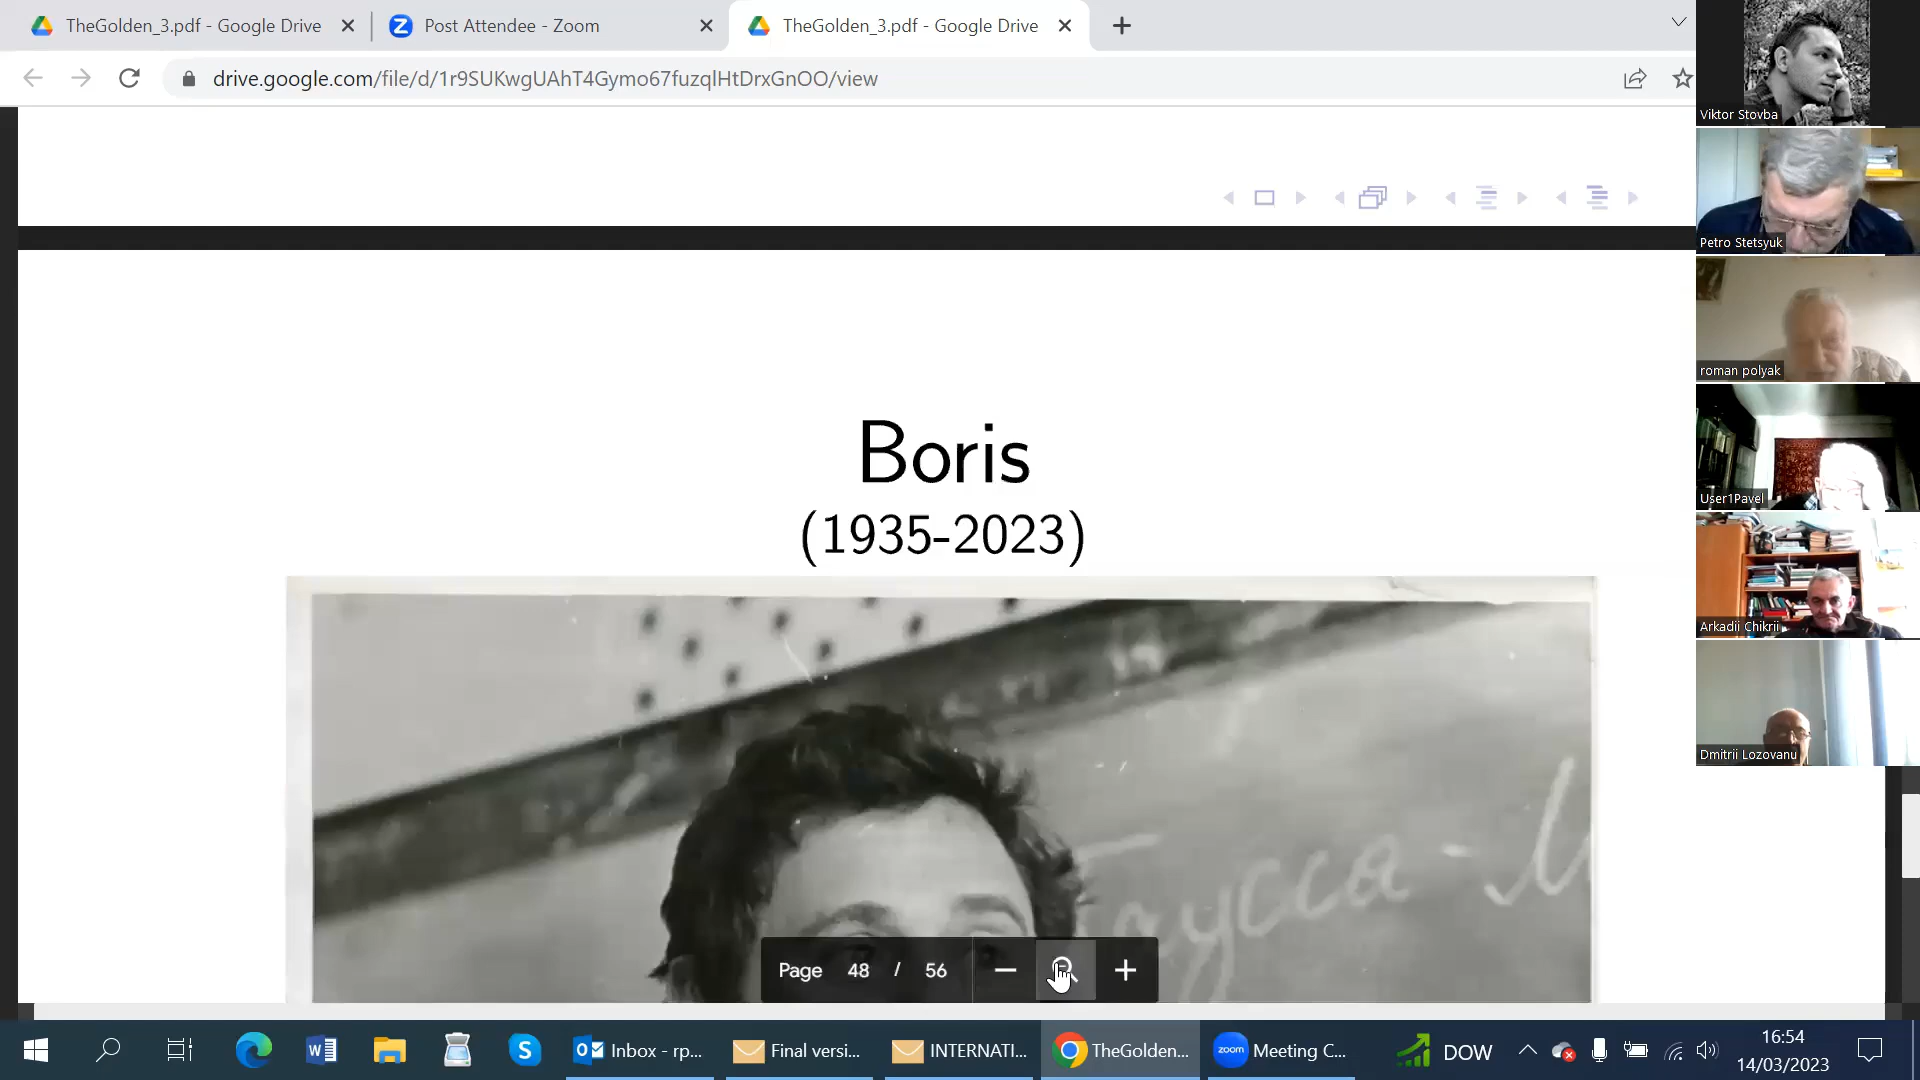 TheGolden_3.pdf - Google Drive
Post Attendee - Zoom
TheGolden_3.pdf - Google Drive
drive.google.com/file/d/1r9SUKwgUAhT4Gymo67fuzqlHtDrxGnOO/view
Viktor Stovba
Petro Stetsyuk
roman polyak
User1Pavel
Arkadii Chikrii
Dmitrii Lozovanu
Boris
(1935-2023)
аусса - М
Page 48 / 56
Inbox - rp...
Final versi...
INTERNATI...
TheGolden...
zoom
Meeting C...
DOW
16:54
14/03/2023